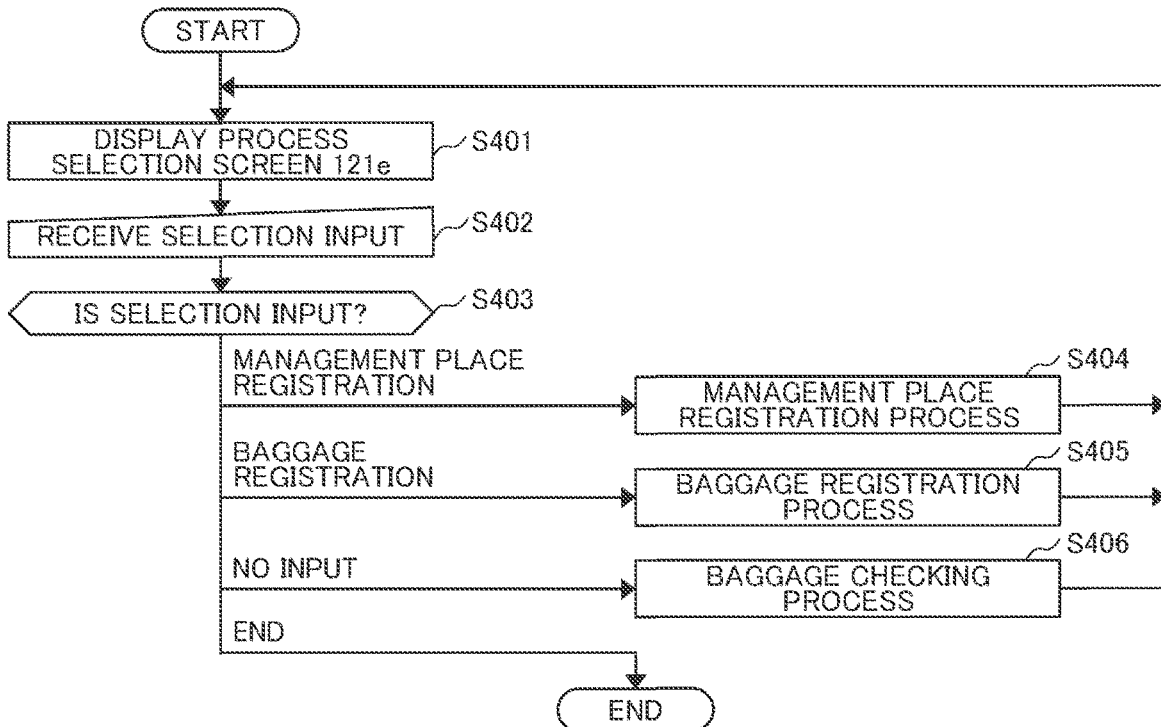 START
DISPLAY PROCESS
SELECTION SCREEN 121e
S401
RECEIVE SELECTION INPUT
S402
IS SELECTION INPUT?
S403
MANAGEMENT PLACE
REGISTRATION
MANAGEMENT PLACE
REGISTRATION PROCESS
S404
BAGGAGE
REGISTRATION
BAGGAGE REGISTRATION
PROCESS
S405
NO INPUT
BAGGAGE CHECKING
PROCESS
S406
END
END